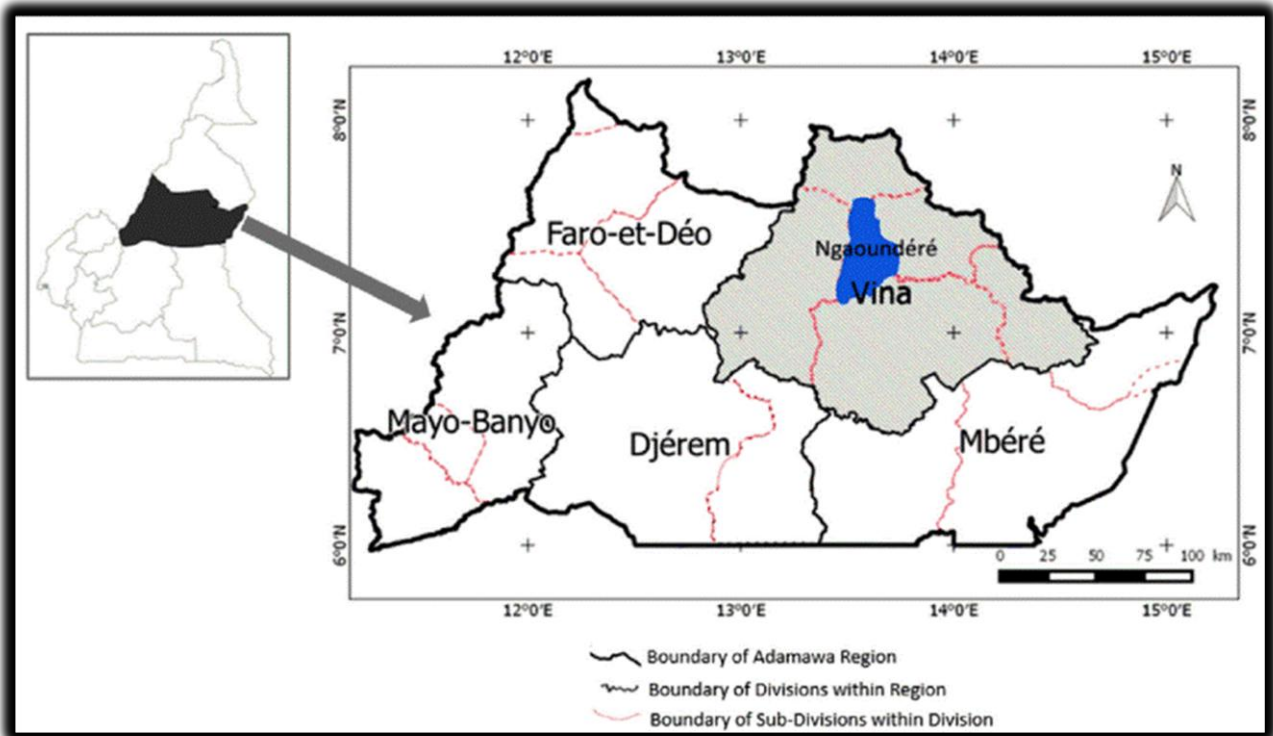 12°0'E 13°0'E 14°0'E 15°0'E
8°0'N 8°0'N
N
Faro-et-Déo
Ngaoundéré
Vina
7°0'N 7°0'N
Mayo-Banyo
Djérem
Mbéré
6°0'N 6°0'N
0 25 50 75 100 km
12°0'E 13°0'E 14°0'E 15°0'E
Boundary of Adamawa Region
Boundary of Divisions within Region
Boundary of Sub-Divisions within Division